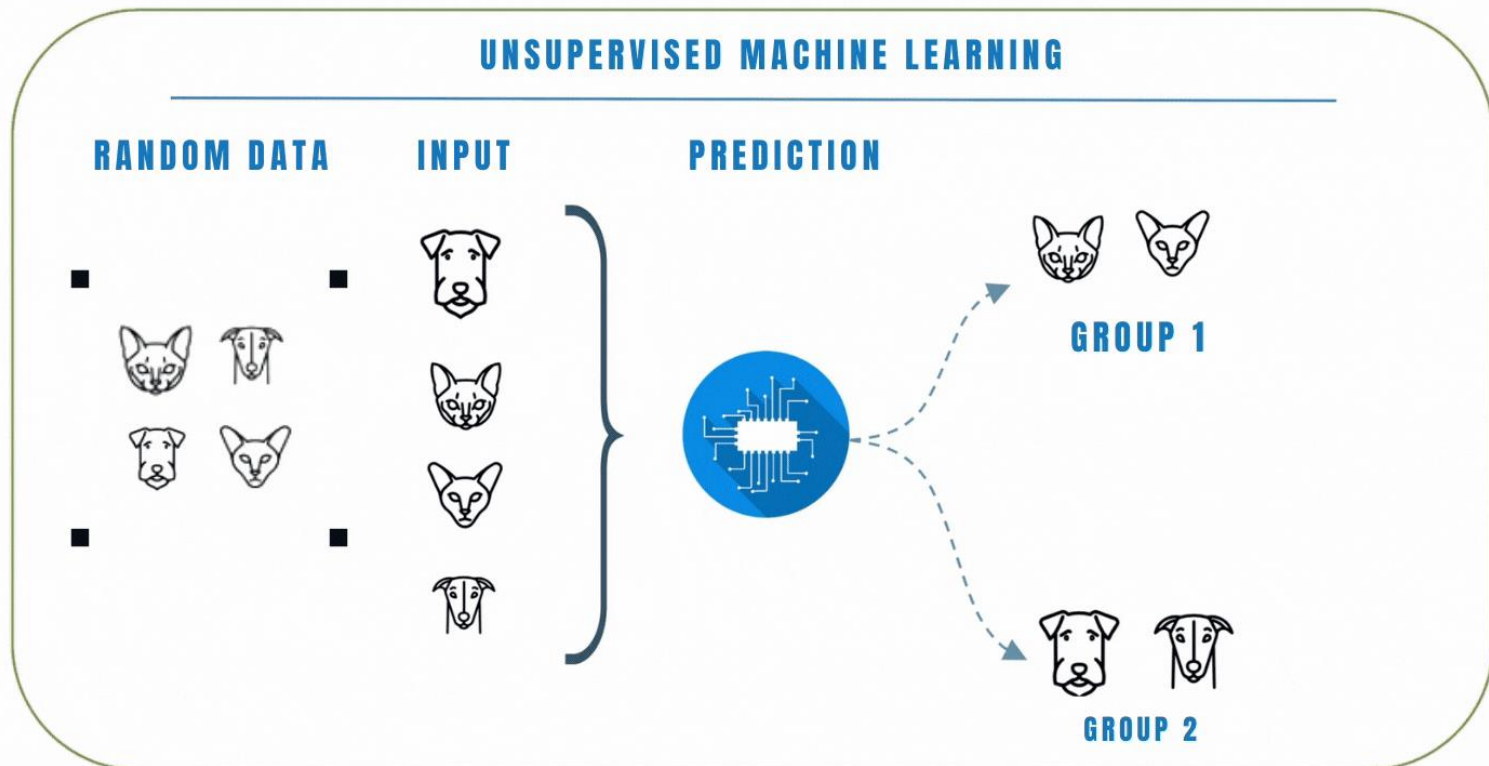 UNSUPERVISED MACHINE LEARNING
RANDOM DATA
INPUT
PREDICTION
GROUP 1
GROUP 2